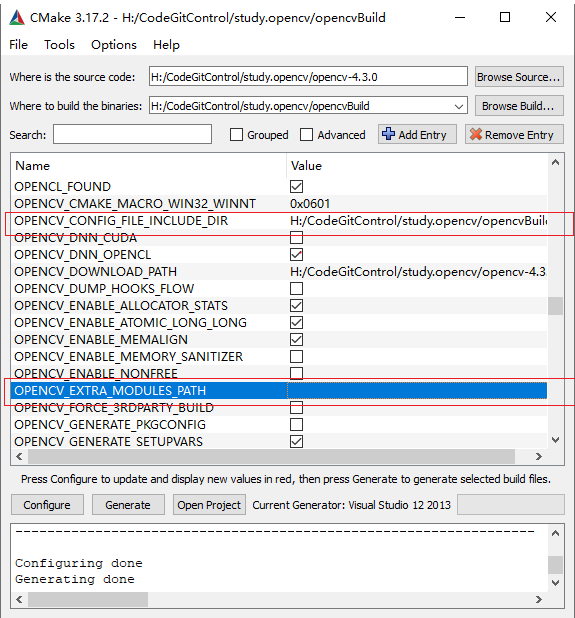 CMake 3.17.2 - H:/CodeGitControl/study.opencv/opencvBuild
File Tools Options Help
Where is the source code: H:/CodeGitControl/study.opencv/opencv-4.3.0 Browse Source...
Where to build the binaries: H:/CodeGitControl/study.opencv/opencvBuild Browse Build...
Search: Grouped Advanced Add Entry Remove Entry
Name Value
OPENCL_FOUND
OPENCV_CMAKE_MACRO_WIN32_WINNT 0x0601
OPENCV_CONFIG_FILE_INCLUDE_DIR H:/CodeGitControl/study.opencv/opencvBuil
OPENCV_DNN_CUDA
OPENCV_DNN_OPENCL
OPENCV_DOWNLOAD_PATH H:/CodeGitControl/study.opencv/opencv-4.3
OPENCV_DUMP_HOOKS_FLOW
OPENCV_ENABLE_ALLOCATOR_STATS
OPENCV_ENABLE_ATOMIC_LONG_LONG
OPENCV_ENABLE_MEMALIGN
OPENCV_ENABLE_MEMORY_SANITIZER
OPENCV_ENABLE_NONFREE
OPENCV_EXTRA_MODULES_PATH
OPENCV_FORCE_3RDPARTY_BUILD
OPENCV_GENERATE_PKGCONFIG
OPENCV_GENERATE_SETUPVARS
Press Configure to update and display new values in red, then press Generate to generate selected build files.
Configure Generate Open Project Current Generator: Visual Studio 12 2013
Configuring done
Generating done